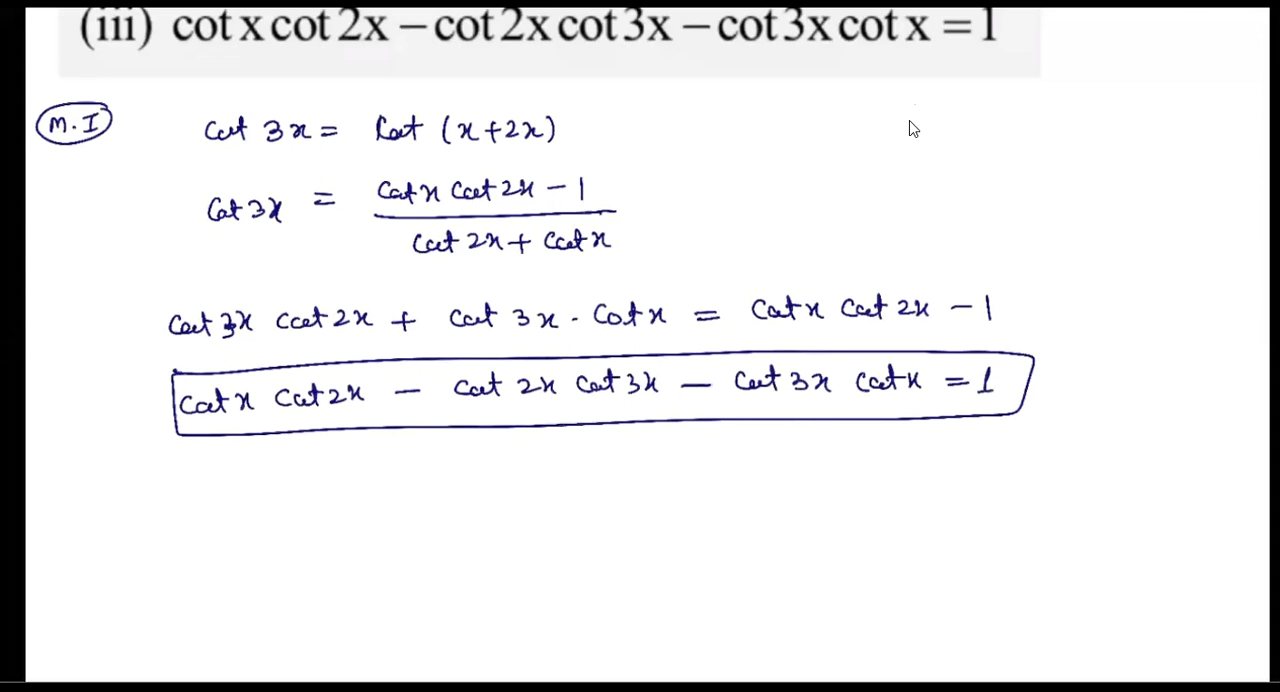 (iii) cot x cot 2x – cot 2x cot 3x – cot 3x cot x = 1
M.I
cot 3x = cot (x+2x)
cot 3x = cot x cot 2x - 1
cot 2x + cot x
cot 3x cot 2x + cot 3x . cot x = cot x cot 2x - 1
cot x cot 2x - cot 2x cot 3x - cot 3x cot x = 1